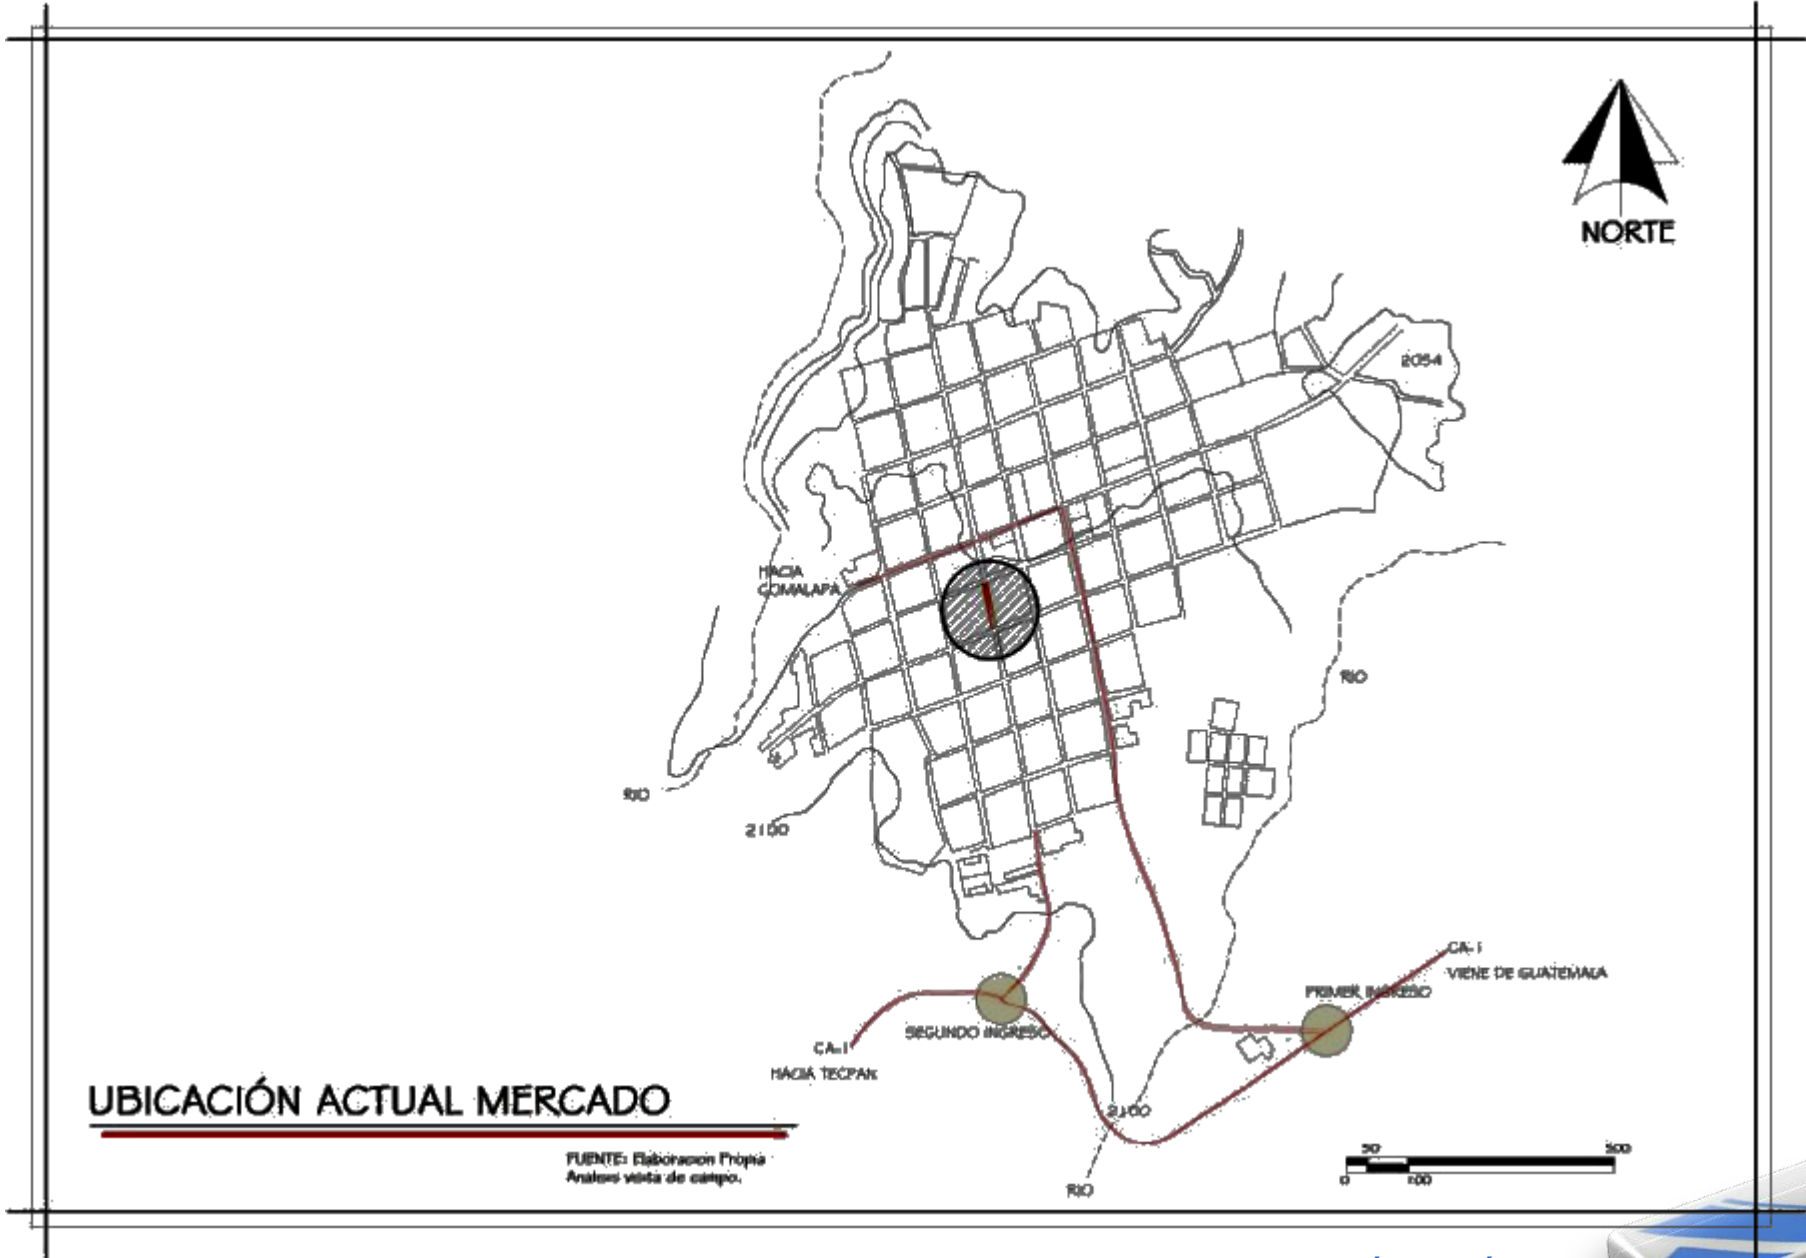 NORTE
2054
HACIA
COMALAPA
RIO
RIO
2100
CA-1
VIENE DE GUATEMALA
PRIMER INGRESO
SEGUNDO INGRESO
CA-1
HACIA TECPAN
2100
RIO
UBICACIÓN ACTUAL MERCADO
FUENTE: Elaboracion Propia
Analisis visita de campo.
50 500
0 100